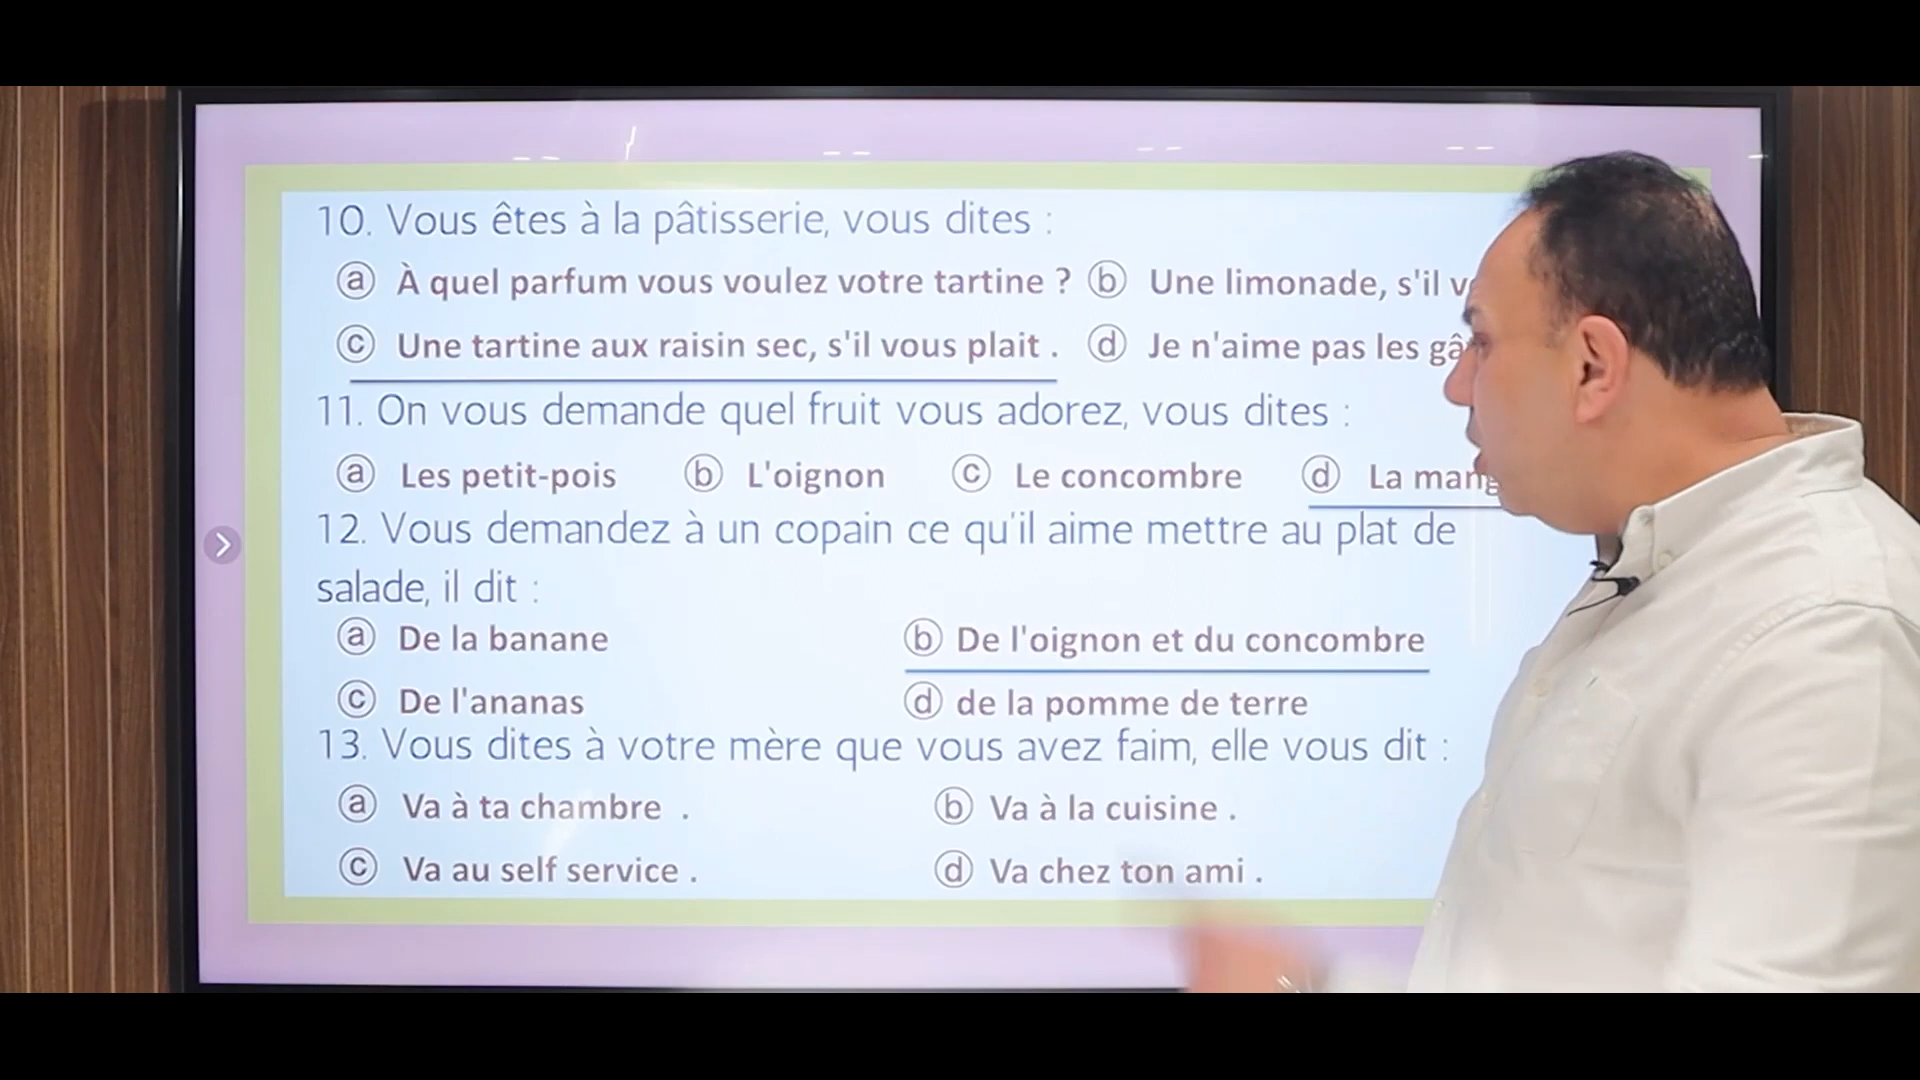 10. Vous êtes à la pâtisserie, vous dites :
ⓐ À quel parfum vous voulez votre tartine ? ⓑ Une limonade, s'il
ⓒ Une tartine aux raisin sec, s'il vous plait . ⓓ Je n'aime pas les
11. On vous demande quel fruit vous adorez, vous dites :
ⓐ Les petit-pois ⓑ L'oignon ⓒ Le concombre ⓓ La
12. Vous demandez à un copain ce qu'il aime mettre au plat de
salade, il dit :
ⓐ De la banane ⓑ De l'oignon et du concombre
ⓒ De l'ananas ⓓ de la pomme de terre
13. Vous dites à votre mère que vous avez faim, elle vous dit :
ⓐ Va à ta chambre . ⓑ Va à la cuisine .
ⓒ Va au self service . ⓓ Va chez ton ami .